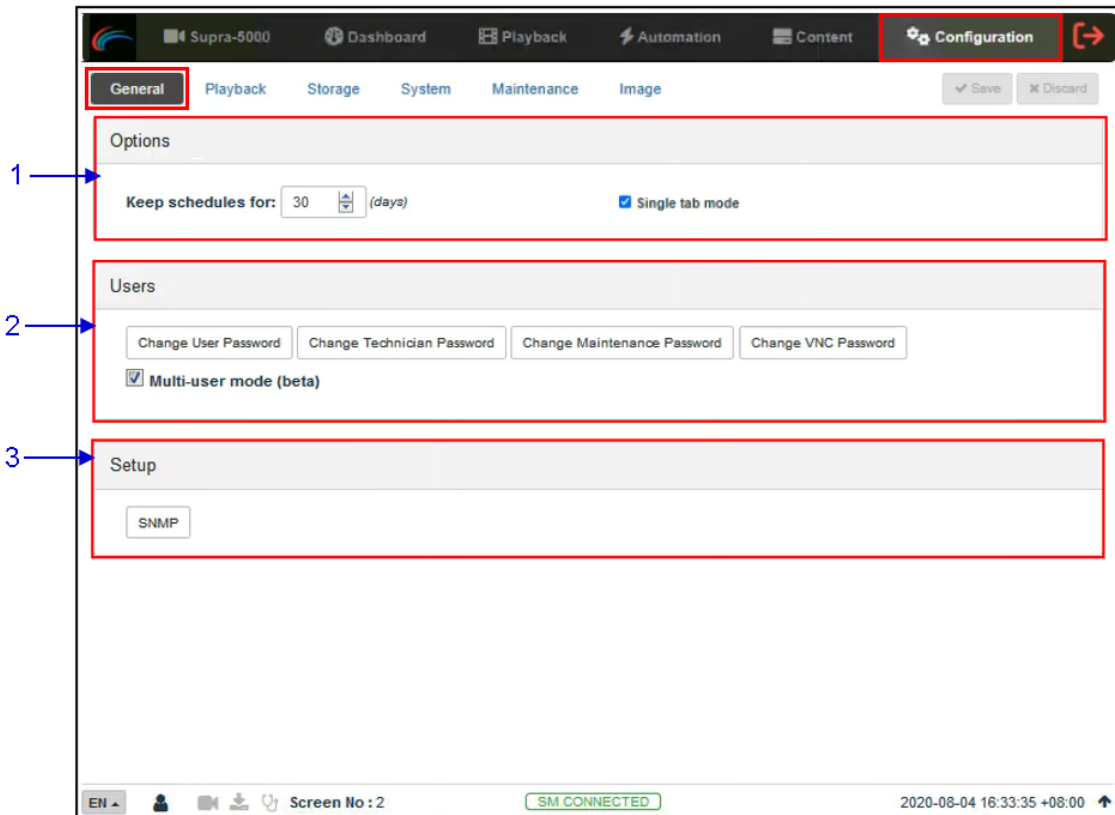 Supra-5000 Dashboard Playback Automation Content Configuration
General Playback Storage System Maintenance Image Save Discard
Options
1
Keep schedules for: 30 (days) Single tab mode
Users
2
Change User Password Change Technician Password Change Maintenance Password Change VNC Password
Multi-user mode (beta)
3
Setup
SNMP
EN Screen No : 2 SM CONNECTED 2020-08-04 16:33:35 +08:00